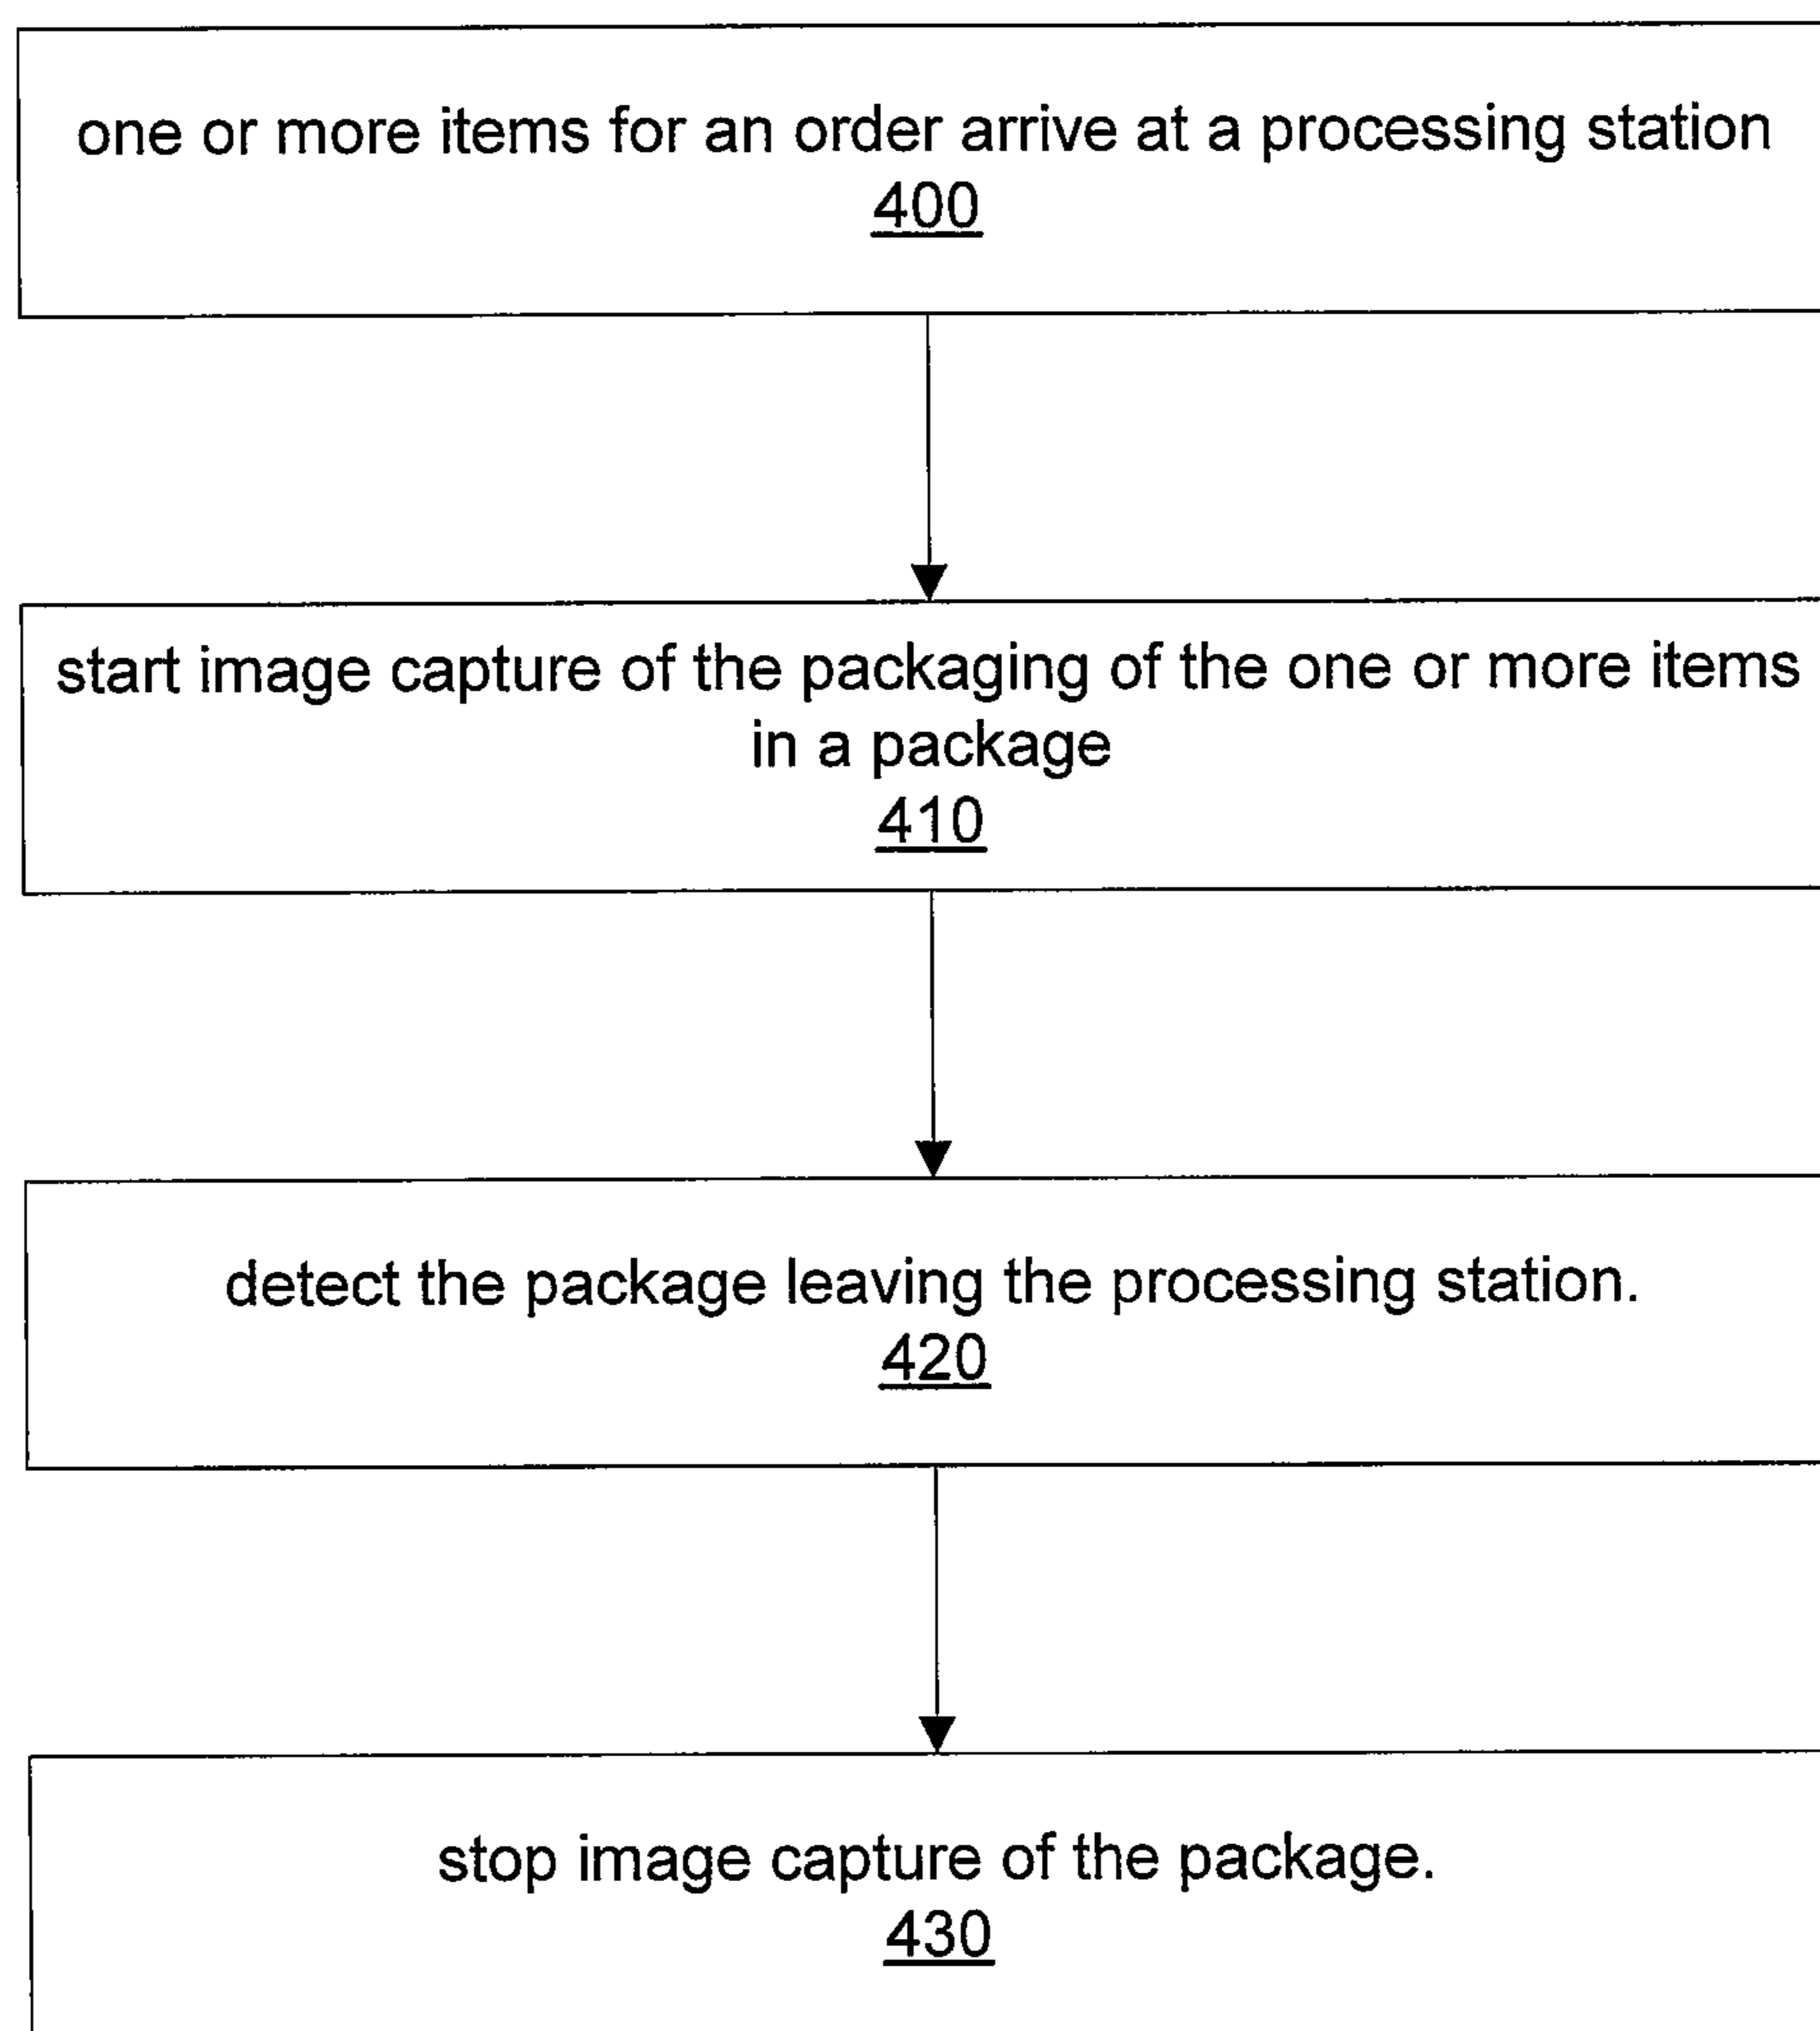 one or more items for an order arrive at a processing station
400
start image capture of the packaging of the one or more items
in a package
410
detect the package leaving the processing station.
420
stop image capture of the package.
430